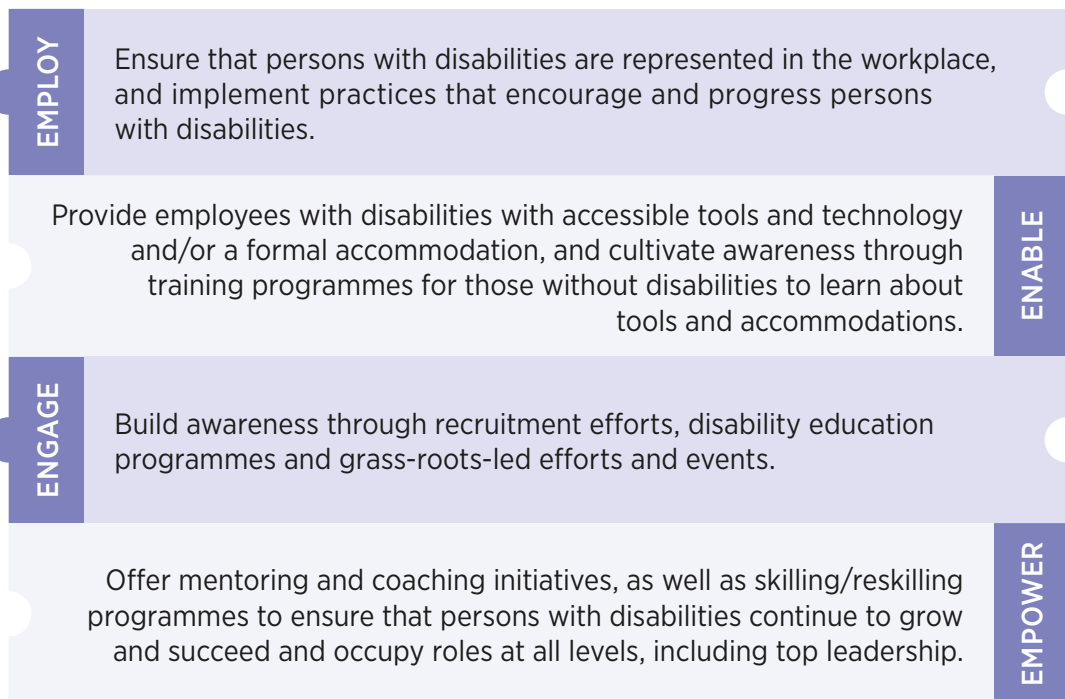 EMPLOY
Ensure that persons with disabilities are represented in the workplace,
and implement practices that encourage and progress persons
with disabilities.
Provide employees with disabilities with accessible tools and technology
and/or a formal accommodation, and cultivate awareness through
training programmes for those without disabilities to learn about
tools and accommodations.
ENABLE
ENGAGE
Build awareness through recruitment efforts, disability education
programmes and grass-roots-led efforts and events.
Offer mentoring and coaching initiatives, as well as skilling/reskilling
programmes to ensure that persons with disabilities continue to grow
and succeed and occupy roles at all levels, including top leadership.
EMPOWER